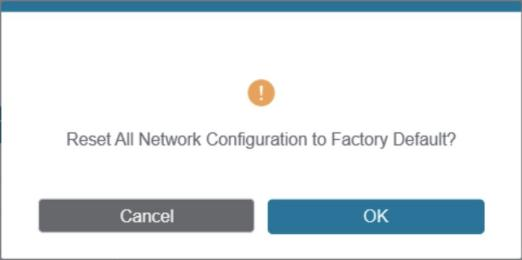 !
Reset All Network Configuration to Factory Default?
Cancel
OK